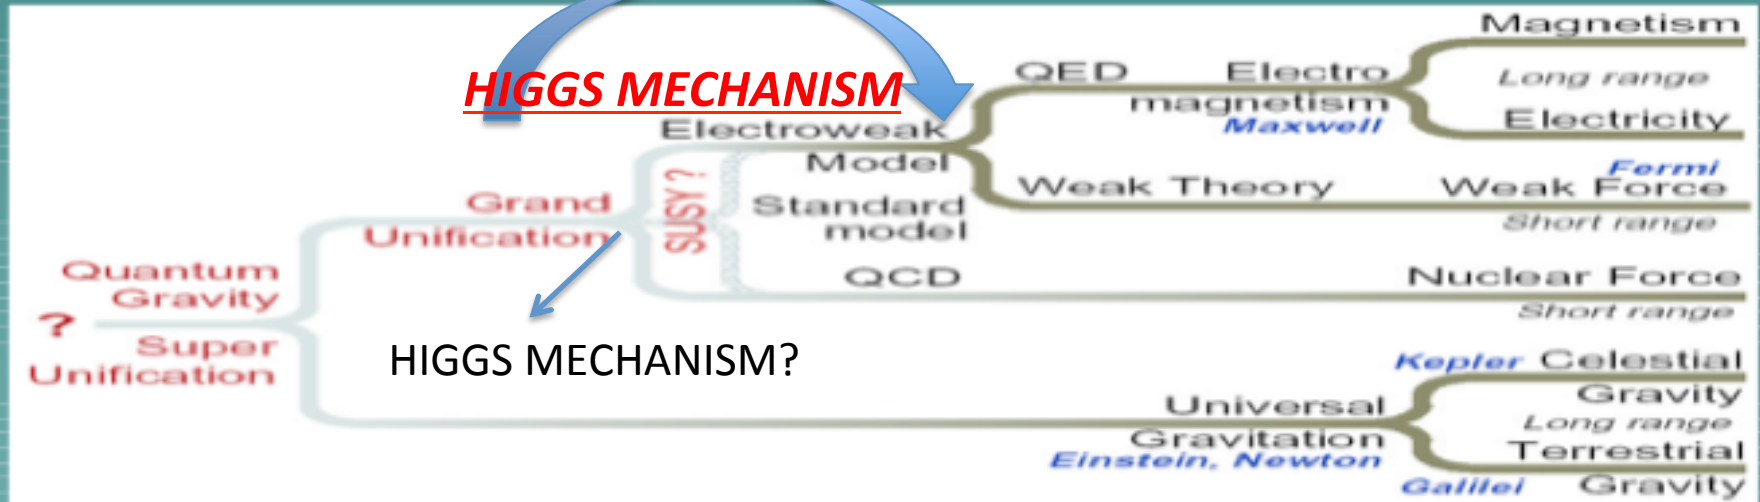 Magnetism
HIGGS MECHANISM
QED
Electro
magnetism
Maxwell
Long range
Electricity
Electroweak
Model
Fermi
Weak Theory
Weak Force
Short range
Grand
Unification
SUSY ?
Standard
model
QCD
Nuclear Force
Short range
Quantum
Gravity
?
Super
Unification
HIGGS MECHANISM?
Kepler Celestial
Gravity
Long range
Universal
Gravitation
Einstein, Newton
Terrestrial
Galilei Gravity